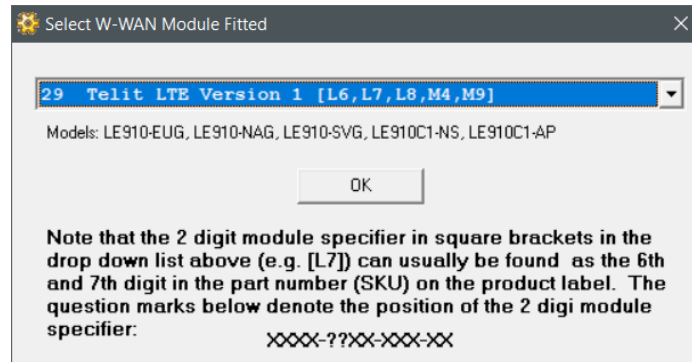 Select W-WAN Module Fitted
29 Telit LTE Version 1 [L6,L7,L8,M4,M9]
Models: LE910-EUG, LE910-NAG, LE910-SVG, LE910C1-NS, LE910C1-AP
OK
Note that the 2 digit module specifier in square brackets in the
drop down list above (e.g. [L7]) can usually be found as the 6th
and 7th digit in the part number (SKU) on the product label. The
question marks below denote the position of the 2 digi module
specifier:
XXXX-??XX-XXX-XX